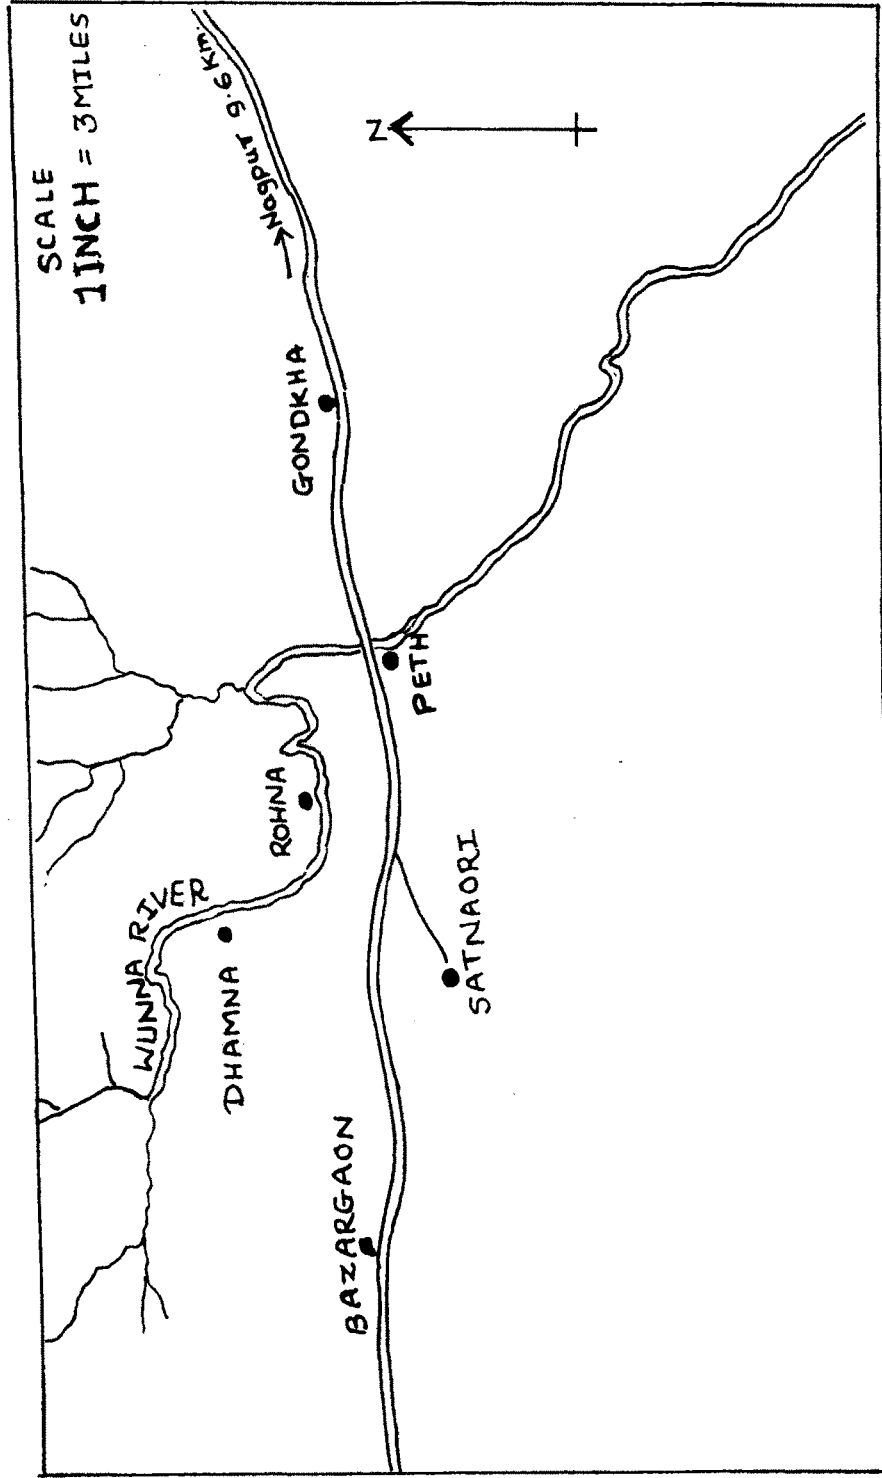 SCALE
1 INCH = 3 MILES
Nagpur 9.6 Km.
N
GONDKHA
PETH
ROHNA
WUNNA RIVER
DHAMNA
SATNAORI
BAZARGAON